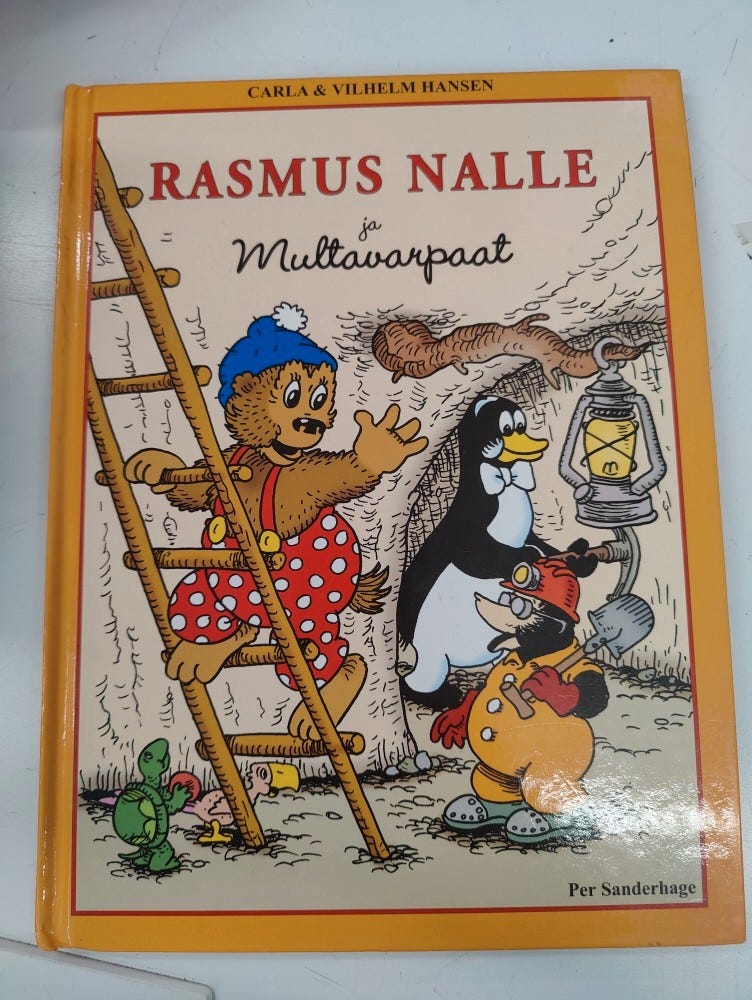 CARLA & VILHELM HANSEN
RASMUS NALLE
ja
Multavarpaat
Per Sanderhage